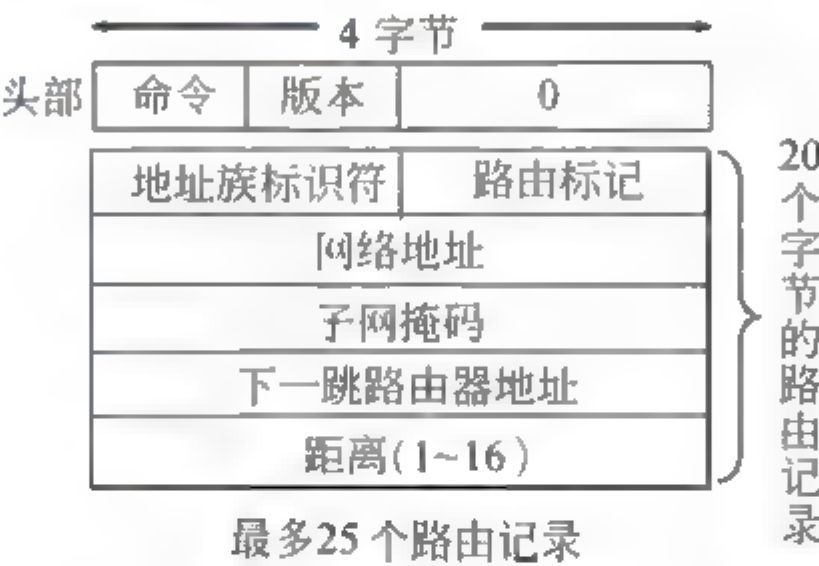 4 字节
头部 命令 版本 0
地址族标识符 路由标记
网络地址
子网掩码
下一跳路由器地址
距离(1~16)
20个字节的路由记录
最多25 个路由记录